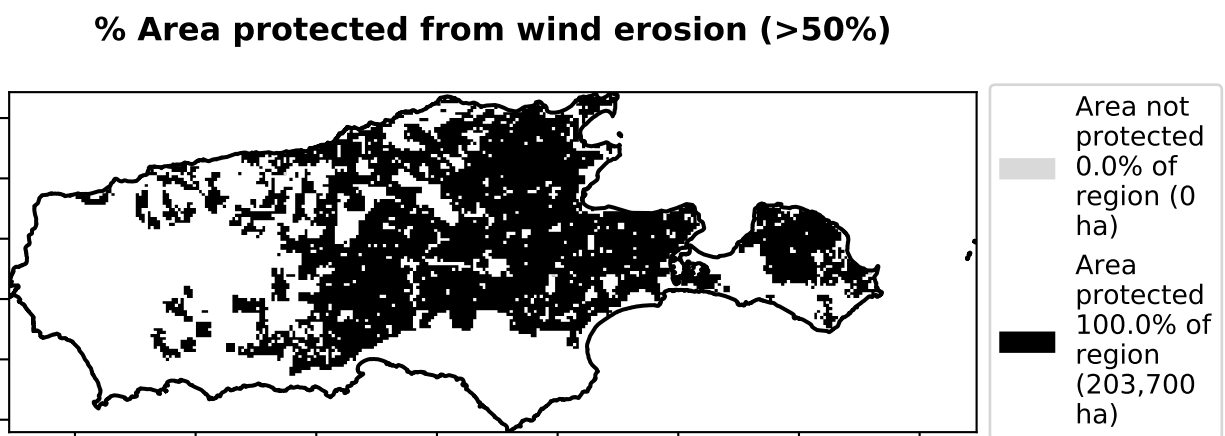 % Area protected from wind erosion (>50%)
Area not
protected
0.0% of
region (0
ha)
Area
protected
100.0% of
region
(203,700
ha)